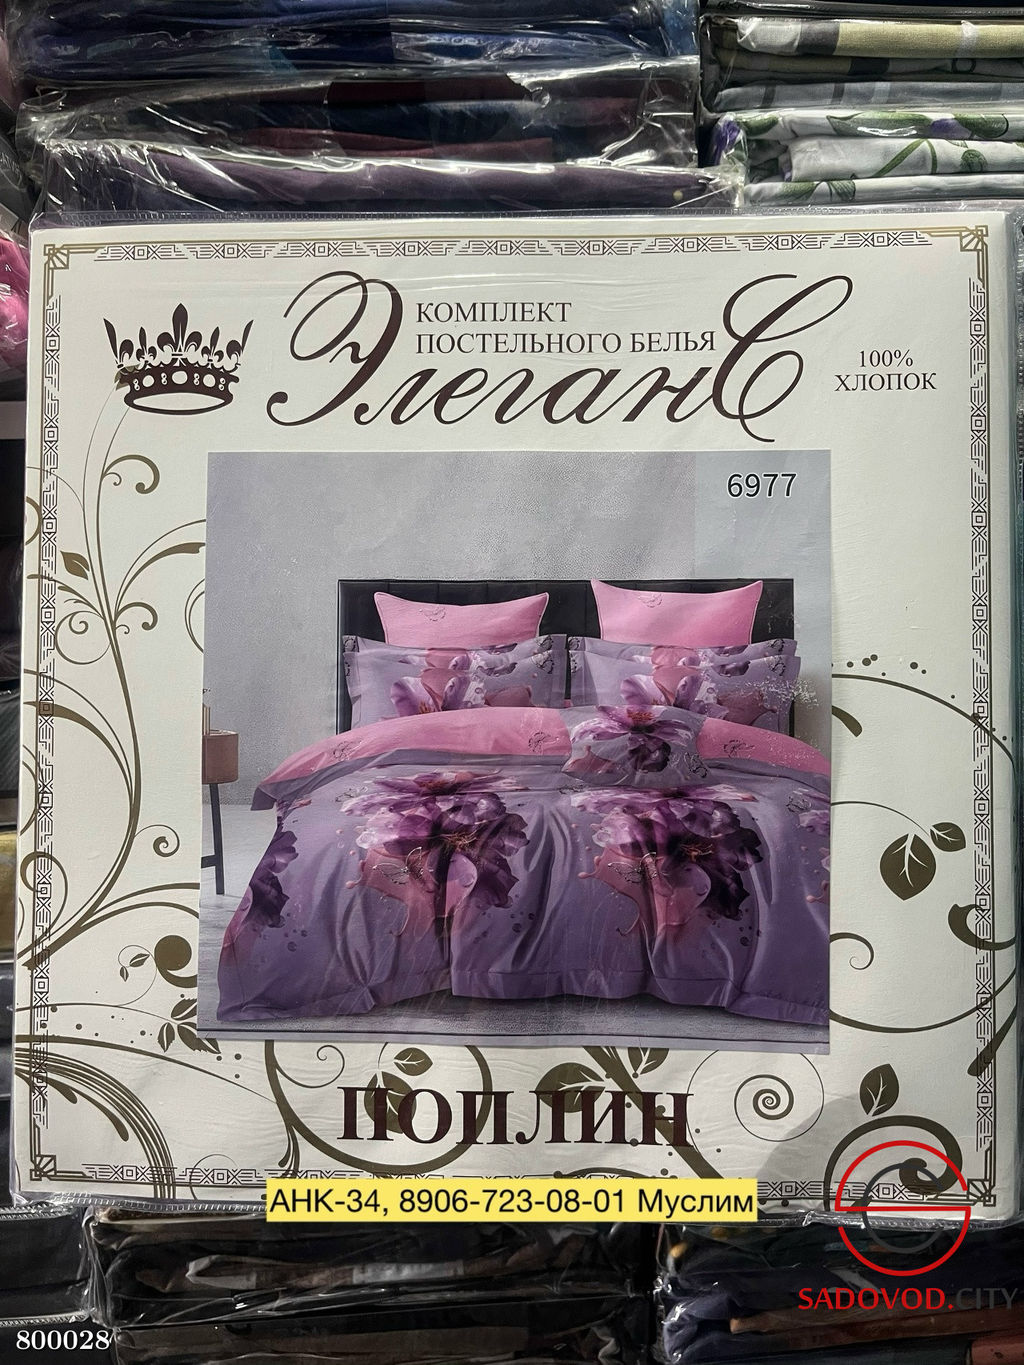 КОМПЛЕКТ
ПОСТЕЛЬНОГО БЕЛЬЯ
ЭлеганС
100%
ХЛОПОК
6977
ПОПЛИН
АНК-34, 8906-723-08-01 Муслим
SADOVOD.CITY
800028